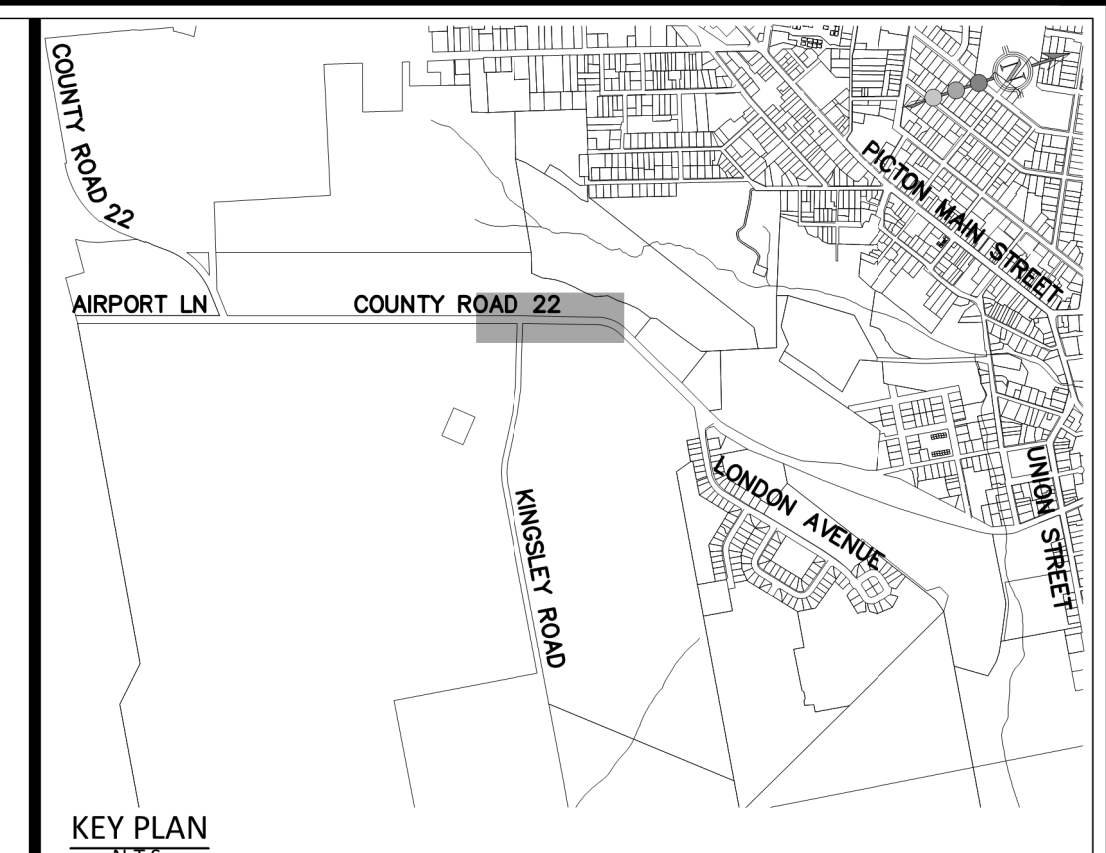 COUNTY ROAD 22
PICTON MAIN STREET
N
AIRPORT LN
COUNTY ROAD 22
KINGSLEY ROAD
LONDON AVENUE
UNION STREET
KEY PLAN
N.T.S.